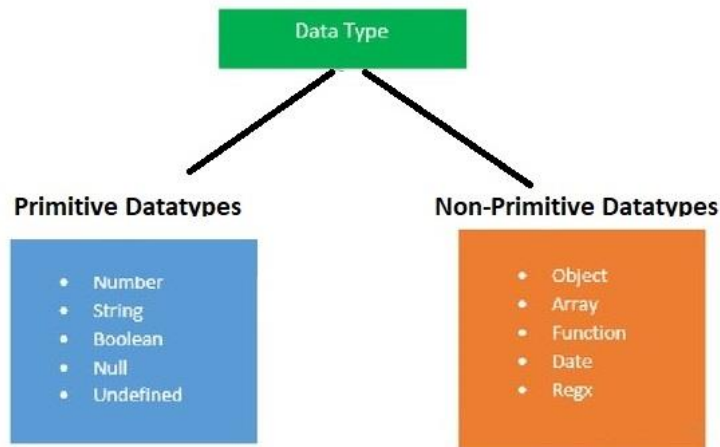 Data Type
Primitive Datatypes
• Number
• String
• Boolean
• Null
• Undefined
Non-Primitive Datatypes
• Object
• Array
• Function
• Date
• Regx